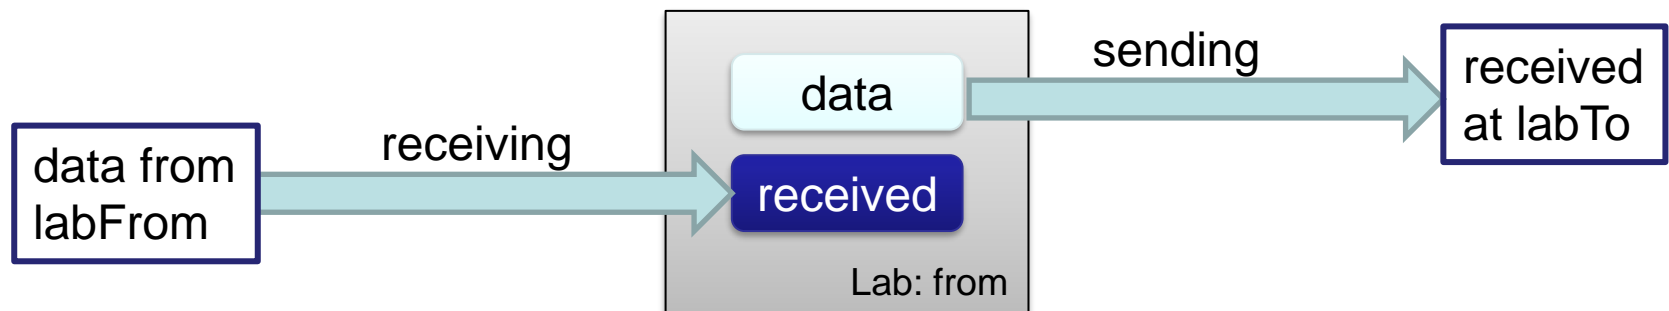 data from
labFrom
receiving
data
received
Lab: from
sending
received
at labTo